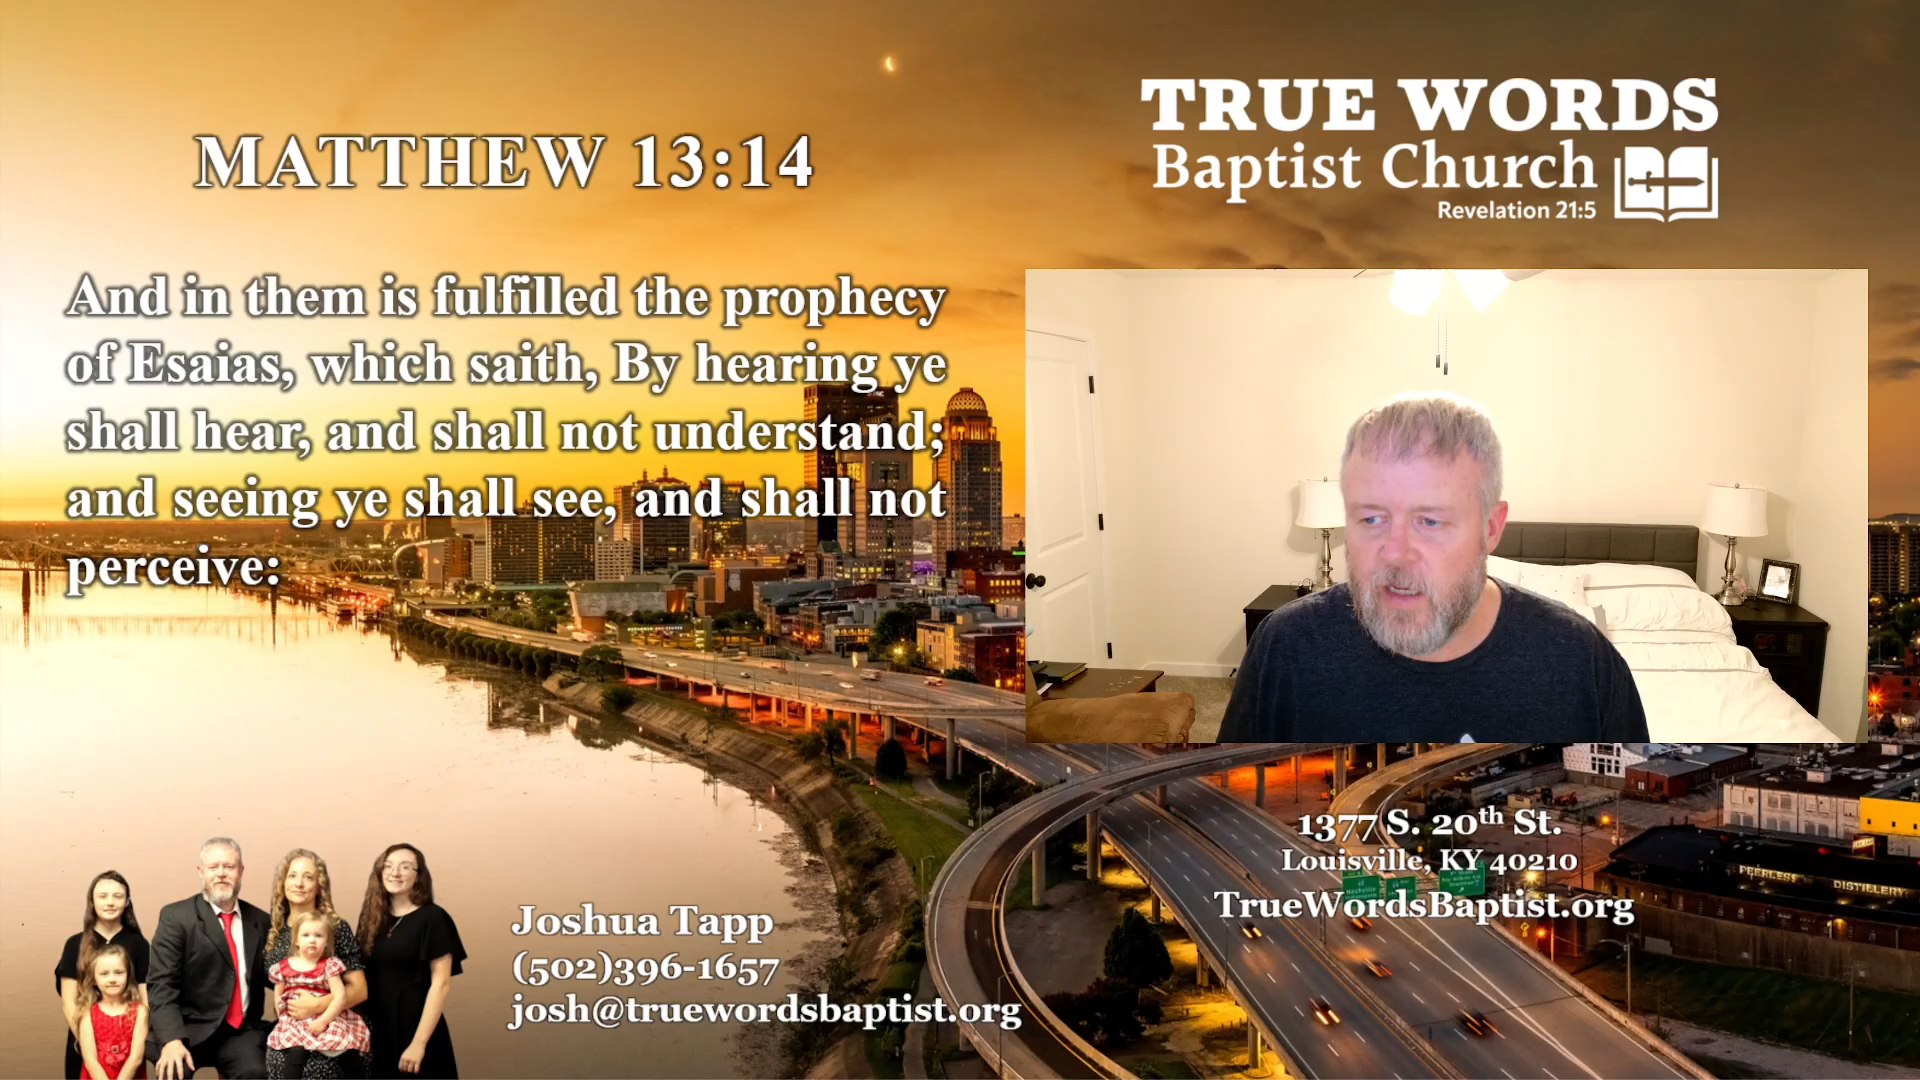 MATTHEW 13:14
And in them is fulfilled the prophecy
of Esaias, which saith, By hearing ye
shall hear, and shall not understand;
and seeing ye shall see, and shall not
perceive:
TRUE WORDS
Baptist Church
Revelation 21:5
1377 S. 20th St.
Louisville, KY 40210
TrueWordsBaptist.org
PEERLESS DISTILLERY
Joshua Tapp
(502)396-1657
josh@truewordsbaptist.org